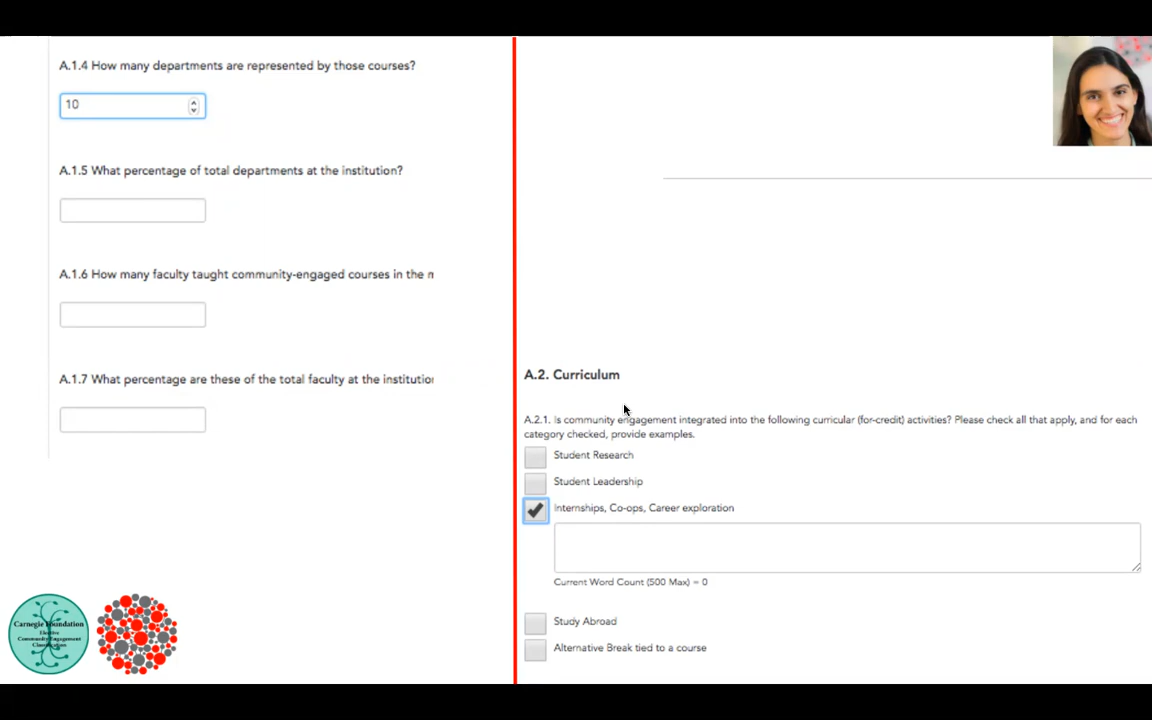 A.1.4 How many departments are represented by those courses?
10
A.1.5 What percentage of total departments at the institution?
A.1.6 How many faculty taught community-engaged courses in the m
A.1.7 What percentage are these of the total faculty at the institution
Carnegie Foundation
Elective
Community Engagement
Classification
A.2. Curriculum
A.2.1. Is community engagement integrated into the following curricular (for-credit) activities? Please check all that apply, and for each
category checked, provide examples.
Student Research
Student Leadership
Internships, Co-ops, Career exploration
Current Word Count (500 Max) = 0
Study Abroad
Alternative Break tied to a course